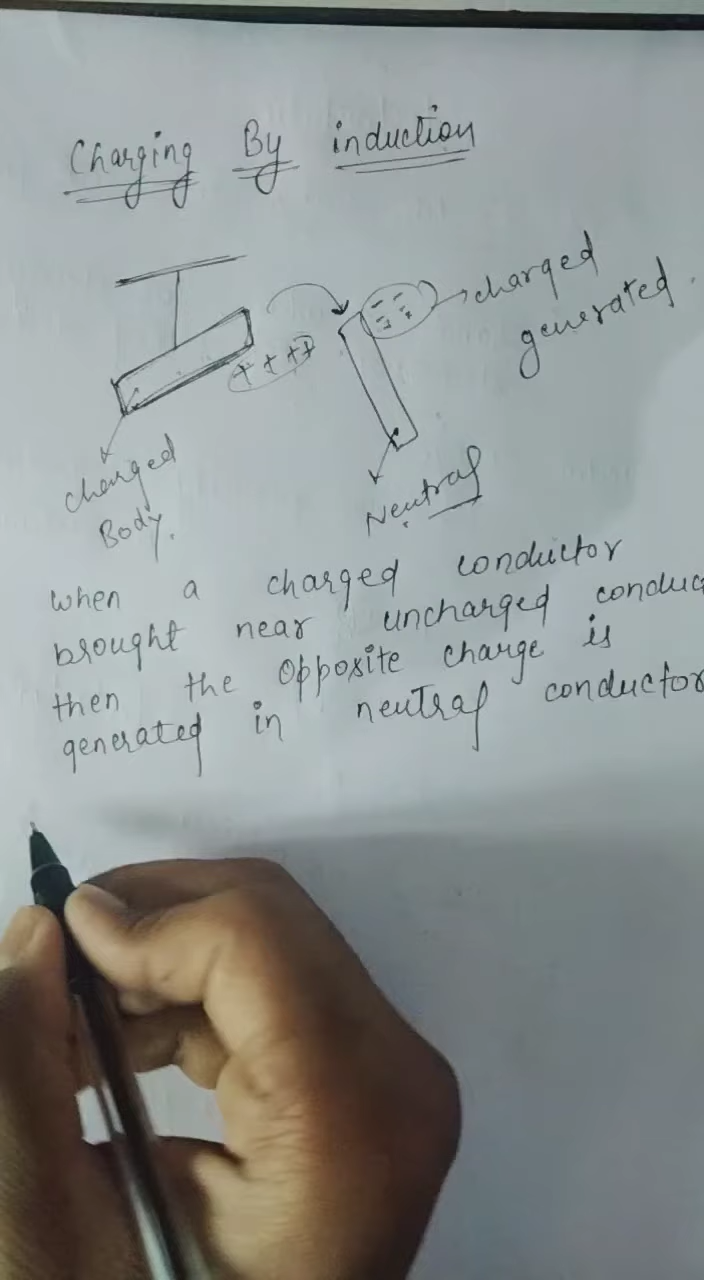 Charging By induction
+ + + +
- - - -
charged
generated.
charged
Body.
Neutral
when a charged conductor
brought near uncharged conduc
then the opposite charge is
generated in neutral conductor